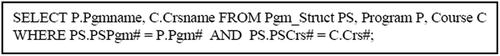 SELECT P.Pgmname, C.Crsname FROM Pgm_Struct PS, Program P, Course C
WHERE PS.PSPgm# = P.Pgm# AND PS.PSCrs# = C.Crs#;